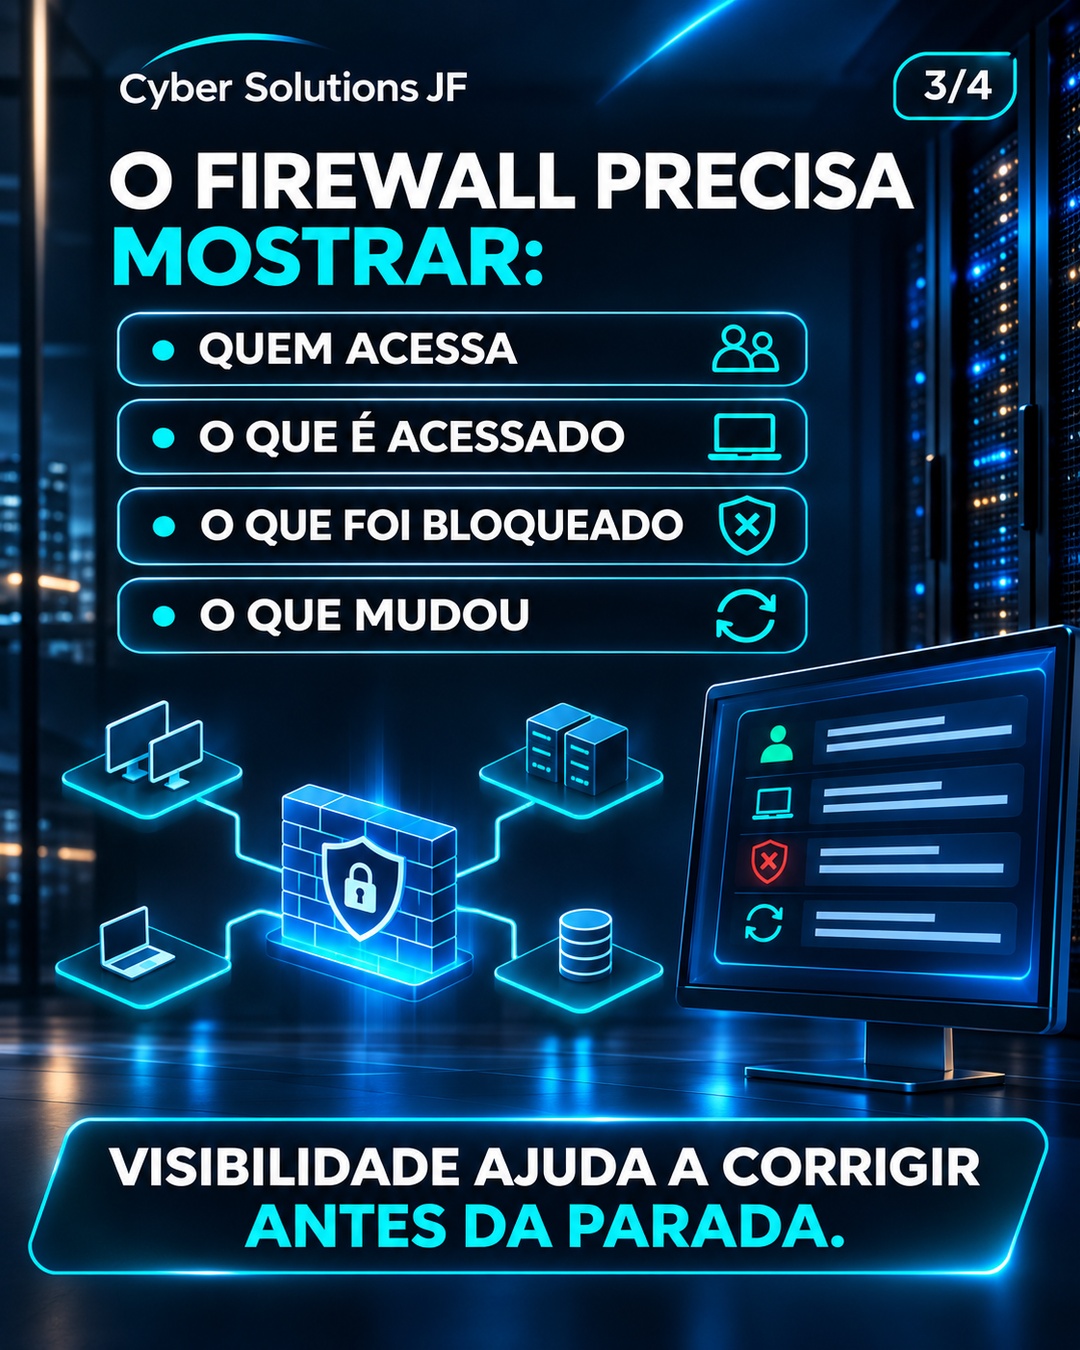 Cyber Solutions JF
3/4
O FIREWALL PRECISA
MOSTRAR:
QUEM ACESSA
O QUE É ACESSADO
O QUE FOI BLOQUEADO
O QUE MUDOU
VISIBILIDADE AJUDA A CORRIGIR
ANTES DA PARADA.